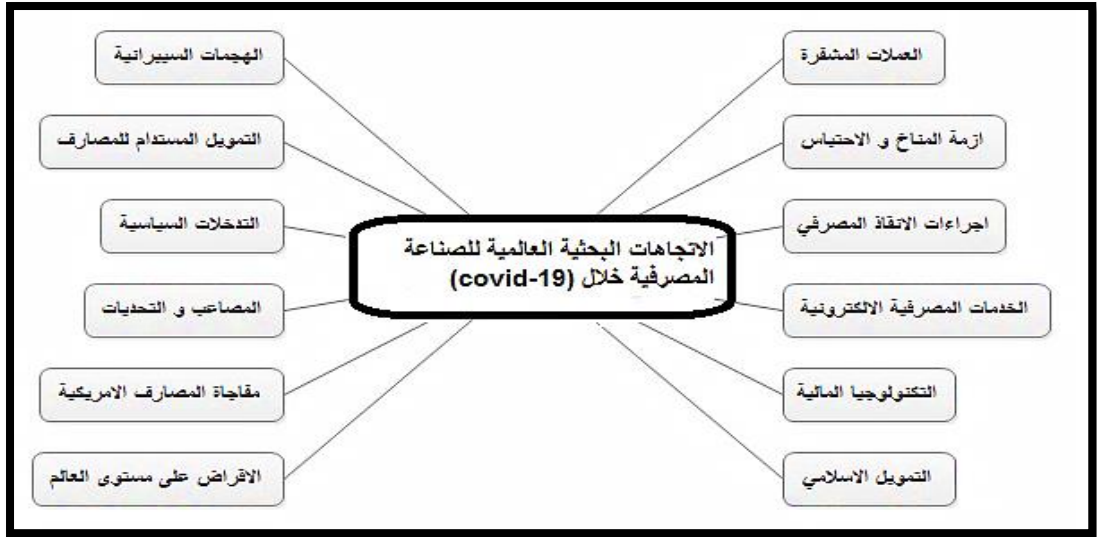 العملات المشفرة
ازمة المناخ و الاحتباس
اجراءات الانقاذ المصرفي
الخدمات المصرفية الالكترونية
التكنولوجيا المالية
التمويل الاسلامي
الاتجاهات البحثية العالمية للصناعة
المصرفية خلال (covid-19)
الهجمات السيبرانية
التمويل المستدام للمصارف
التدخلات السياسية
المصاعب و التحديات
مفاجاة المصارف الامريكية
الاقراض على مستوى العالم